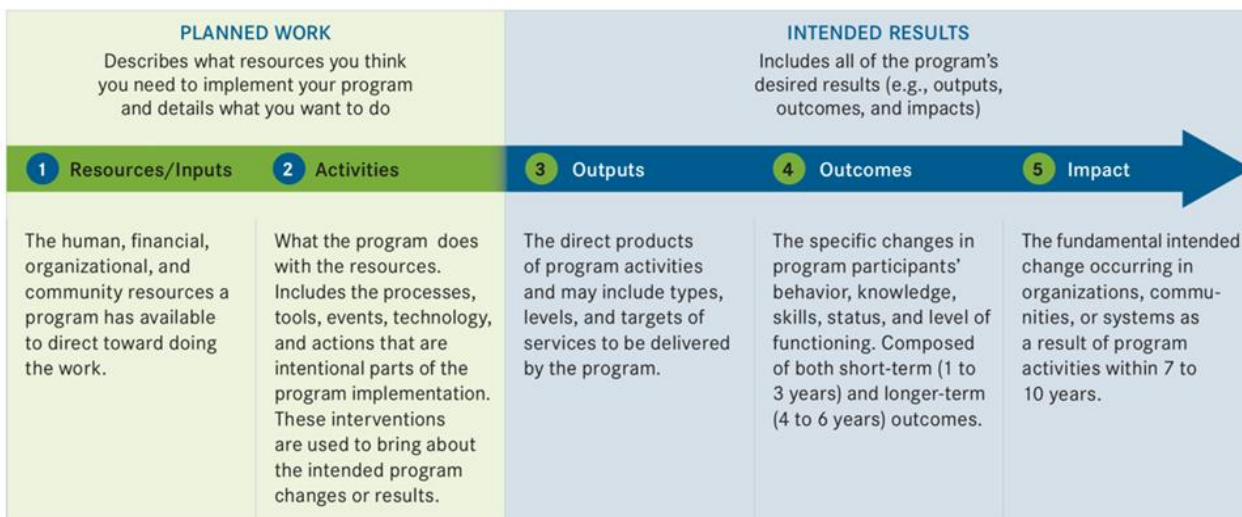 PLANNED WORK
Describes what resources you think
you need to implement your program
and details what you want to do
INTENDED RESULTS
Includes all of the program's
desired results (e.g., outputs,
outcomes, and impacts)
1 Resources/Inputs
2 Activities
3 Outputs
4 Outcomes
5 Impact
The human, financial,
organizational, and
community resources a
program has available
to direct toward doing
the work.
What the program does
with the resources.
Includes the processes,
tools, events, technology,
and actions that are
intentional parts of the
program implementation.
These interventions
are used to bring about
the intended program
changes or results.
The direct products
of program activities
and may include types,
levels, and targets of
services to be delivered
by the program.
The specific changes in
program participants'
behavior, knowledge,
skills, status, and level of
functioning. Composed
of both short-term (1 to
3 years) and longer-term
(4 to 6 years) outcomes.
The fundamental intended
change occurring in
organizations, commu-
nities, or systems as
a result of program
activities within 7 to
10 years.